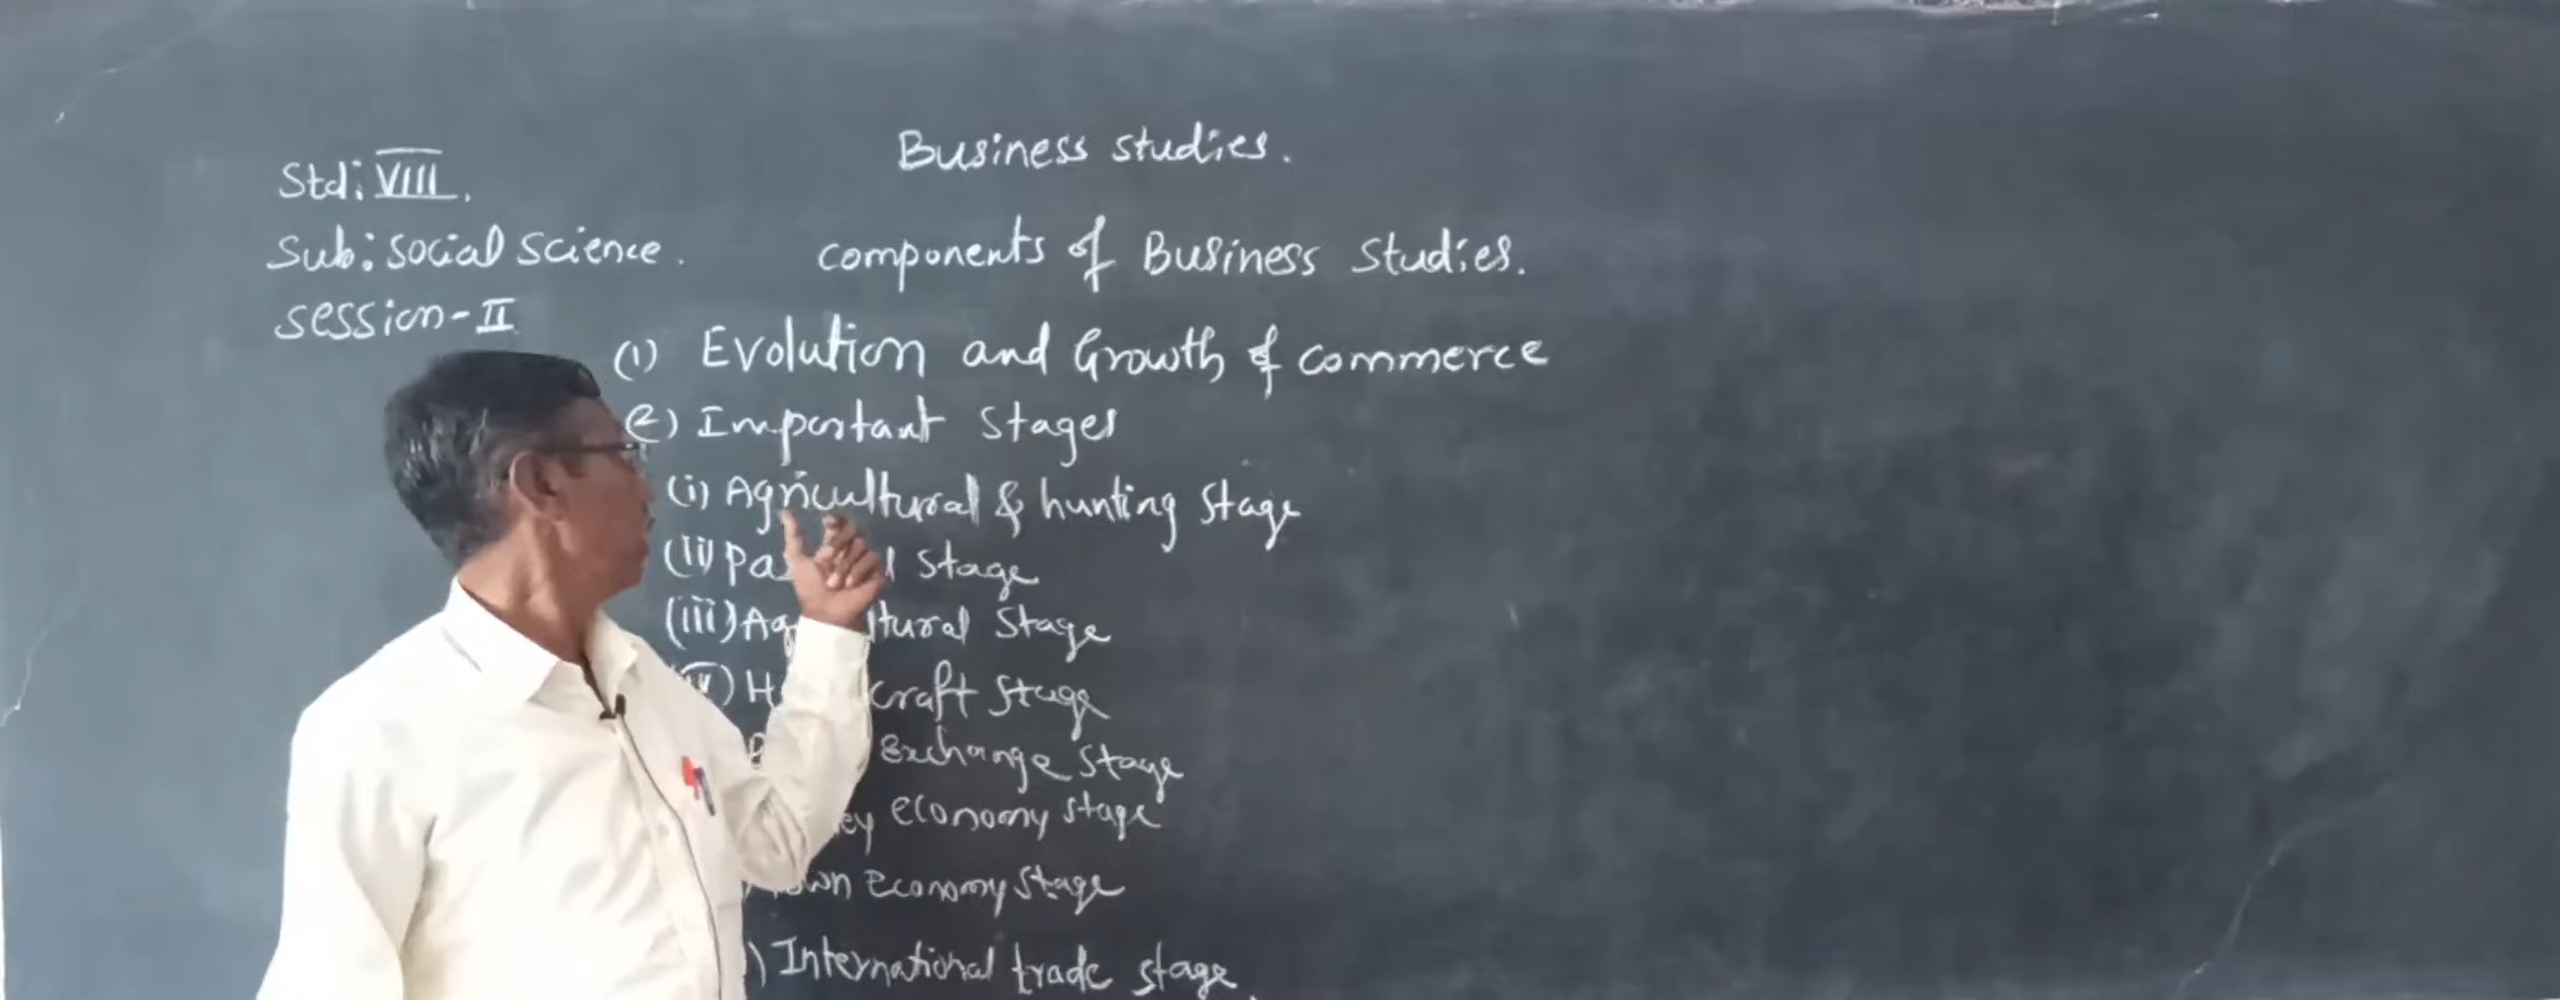 Business studies.
Std: VIII.
Sub: Social Science.
components of Business Studies.
Session-II
(1) Evolution and Growth of commerce
(2) Important Stages
(i) Agricultural & hunting Stage
(ii) Stage
(iii) Stage
Stage
exchange Stage
economy stage
economy stage
International trade stage.